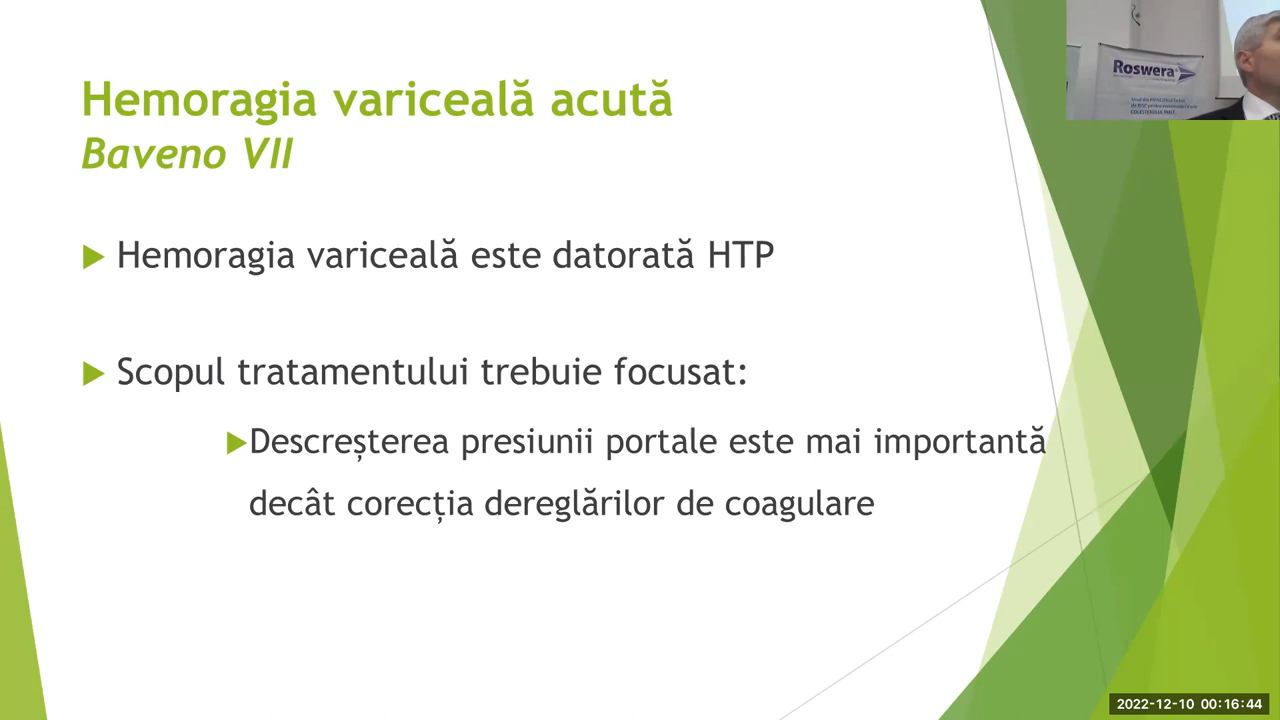 Hemoragia variceală acută
Baveno VII
Hemoragia variceală este datorată HTP
Scopul tratamentului trebuie focusat:
Descreșterea presiunii portale este mai importantă
decât corecția dereglărilor de coagulare
Roswera
2022-12-10 00:16:44